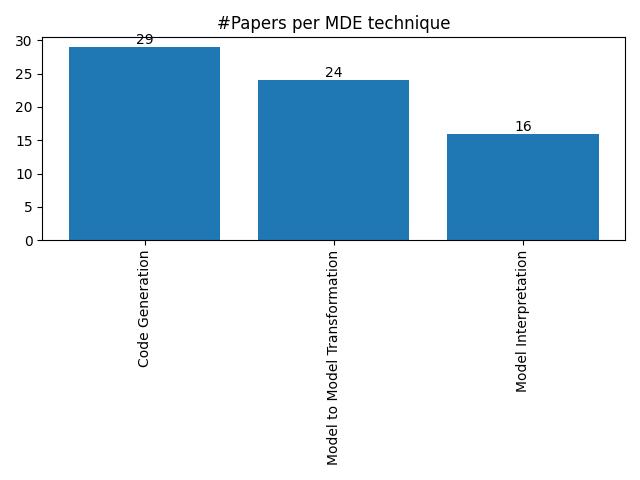 #Papers per MDE technique
30
25
20
15
10
5
0
29
24
16
Code Generation
Model to Model Transformation
Model Interpretation